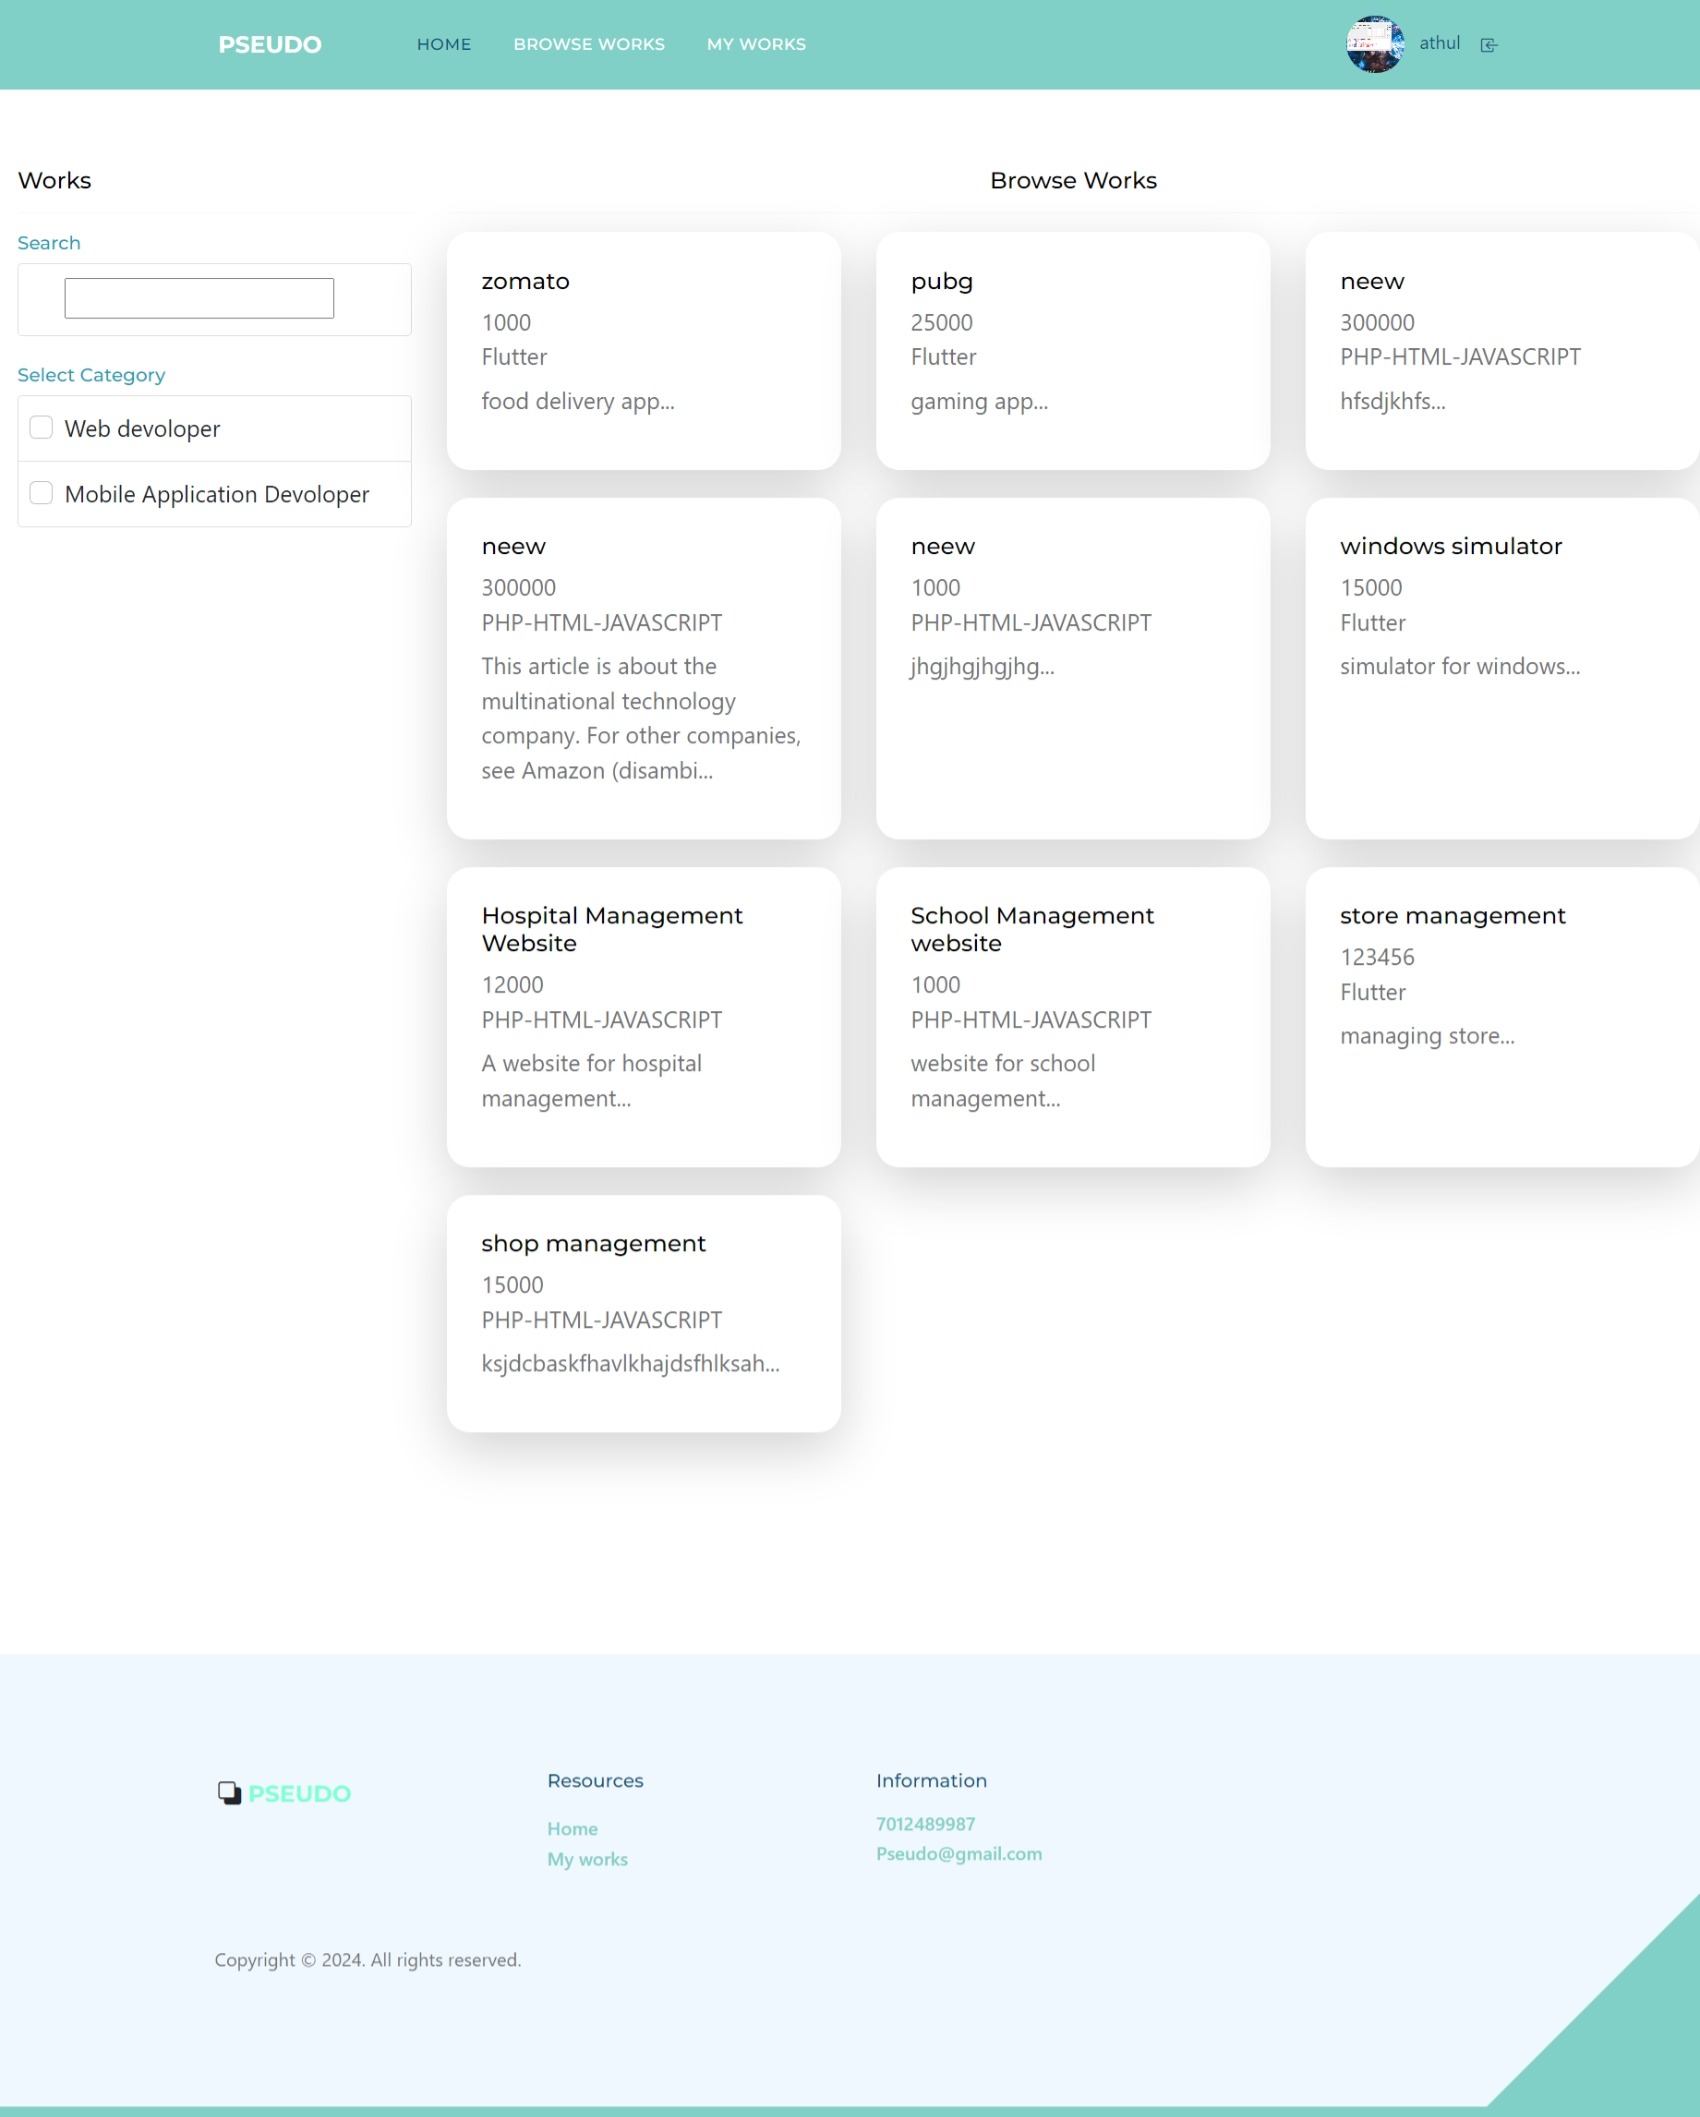 PSEUDO
HOME
BROWSE WORKS
MY WORKS
athul
Works
Search
Select Category
Web devoloper
Mobile Application Devoloper
Browse Works
zomato
1000
Flutter
food delivery app...
pubg
25000
Flutter
gaming app...
neew
300000
PHP-HTML-JAVASCRIPT
hfsdjkhfs...
neew
300000
PHP-HTML-JAVASCRIPT
This article is about the
multinational technology
company. For other companies,
see Amazon (disambi...
neew
1000
PHP-HTML-JAVASCRIPT
jhgjhgjhgjhg...
windows simulator
15000
Flutter
simulator for windows...
Hospital Management
Website
12000
PHP-HTML-JAVASCRIPT
A website for hospital
management...
School Management
website
1000
PHP-HTML-JAVASCRIPT
website for school
management...
store management
123456
Flutter
managing store...
shop management
15000
PHP-HTML-JAVASCRIPT
ksjdcbaskfhavlkhajdsfhlksah...
PSEUDO
Resources
Home
My works
Information
7012489987
Pseudo@gmail.com
Copyright © 2024. All rights reserved.